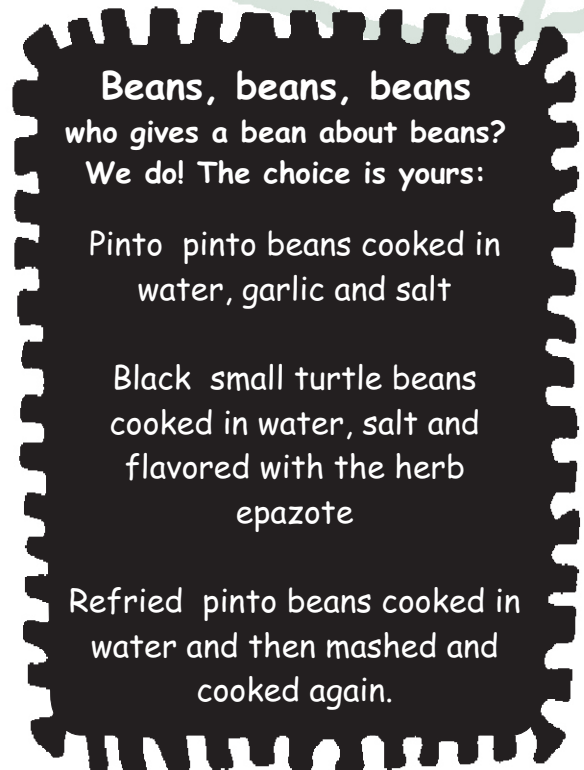 Beans, beans, beans
who gives a bean about beans?
We do! The choice is yours:
Pinto  pinto beans cooked in
water, garlic and salt
Black  small turtle beans
cooked in water, salt and
flavored with the herb
epazote
Refried  pinto beans cooked in
water and then mashed and
cooked again.